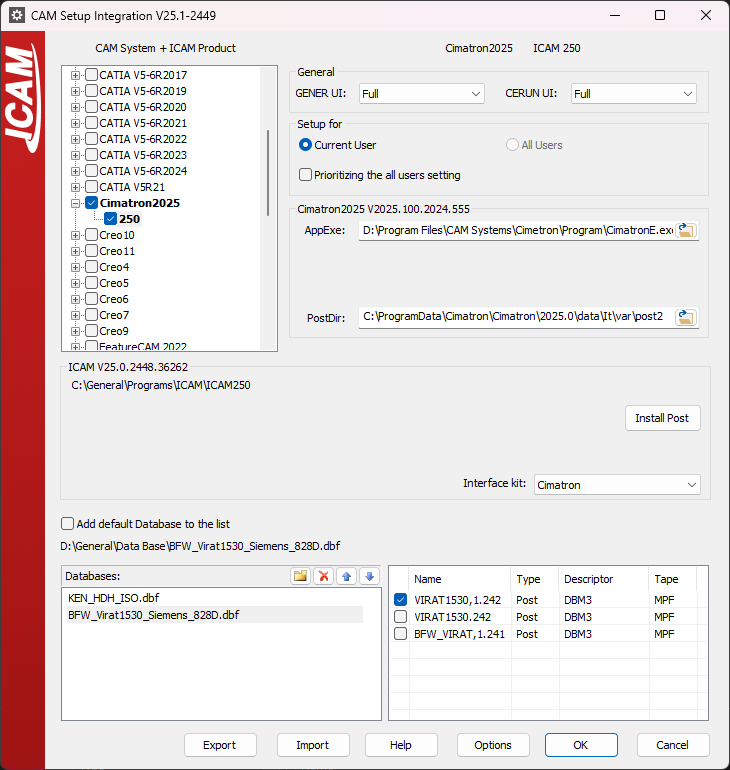 CAM Setup Integration V25.1-2449
ICAM
CAM System + ICAM Product
Cimatron2025 ICAM 250
CATIA V5-6R2017
CATIA V5-6R2019
CATIA V5-6R2020
CATIA V5-6R2021
CATIA V5-6R2022
CATIA V5-6R2023
CATIA V5-6R2024
CATIA V5R21
Cimatron2025
250
Creo10
Creo11
Creo4
Creo5
Creo6
Creo7
Creo9
FeatureCAM 2022
General
GENER UI: Full CERUN UI: Full
Setup for
Current User All Users
Prioritizing the all users setting
Cimatron2025 V2025.100.2024.555
AppExe: D:\Program Files\CAM Systems\Cimetron\Program\CimatronE.exe
PostDir: C:\ProgramData\Cimatron\Cimatron\2025.0\data\It\var\post2
ICAM V25.0.2448.36262
C:\General\Programs\ICAM\ICAM250
Install Post
Interface kit: Cimatron
Add default Database to the list
D:\General\Data Base\BFW_Virat1530_Siemens_828D.dbf
Databases:
KEN_HDH_ISO.dbf
BFW_Virat1530_Siemens_828D.dbf
Name Type Descriptor Tape
VIRAT1530,1.242 Post DBM3 MPF
VIRAT1530.242 Post DBM3 MPF
BFW_VIRAT,1.241 Post DBM3 MPF
Export Import Help Options OK Cancel